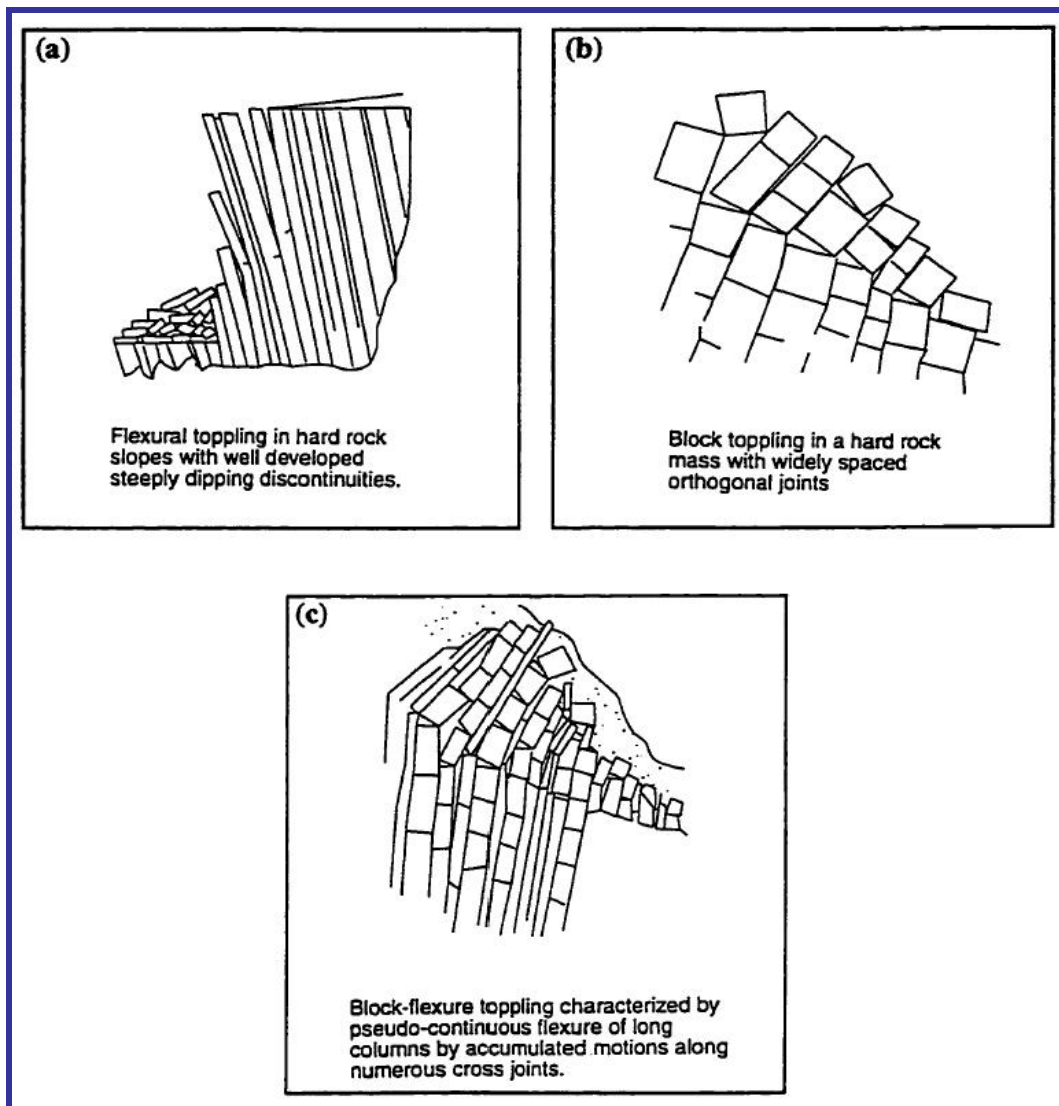 (a)
Flexural toppling in hard rock
slopes with well developed
steeply dipping discontinuities.
(b)
Block toppling in a hard rock
mass with widely spaced
orthogonal joints
(c)
Block-flexure toppling characterized by
pseudo-continuous flexure of long
columns by accumulated motions along
numerous cross joints.